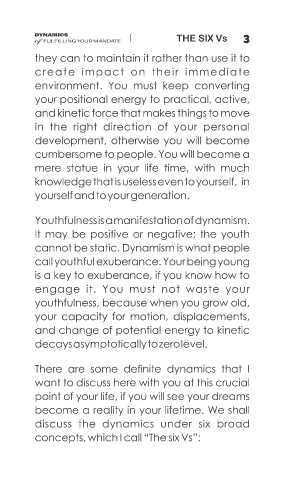 DYNAMICS
of FULFILLING YOUR MANDATE | THE SIX Vs 3
they can to maintain it rather than use it to
create impact on their immediate
environment. You must keep converting
your positional energy to practical, active,
and kinetic force that makes things to move
in the right direction of your personal
development, otherwise you will become
cumbersome to people. You will become a
mere statue in your life time, with much
knowledge that is useless even to yourself, in
yourself and to your generation.
Youthfulness is a manifestation of dynamism.
It may be positive or negative; the youth
cannot be static. Dynamism is what people
call youthful exuberance. Your being young
is a key to exuberance, if you know how to
engage it. You must not waste your
youthfulness, because when you grow old,
your capacity for motion, displacements,
and change of potential energy to kinetic
decays asymptotically to zero level.
There are some definite dynamics that I
want to discuss here with you at this crucial
point of your life, if you will see your dreams
become a reality in your lifetime. We shall
discuss the dynamics under six broad
concepts, which I call “The six Vs”: